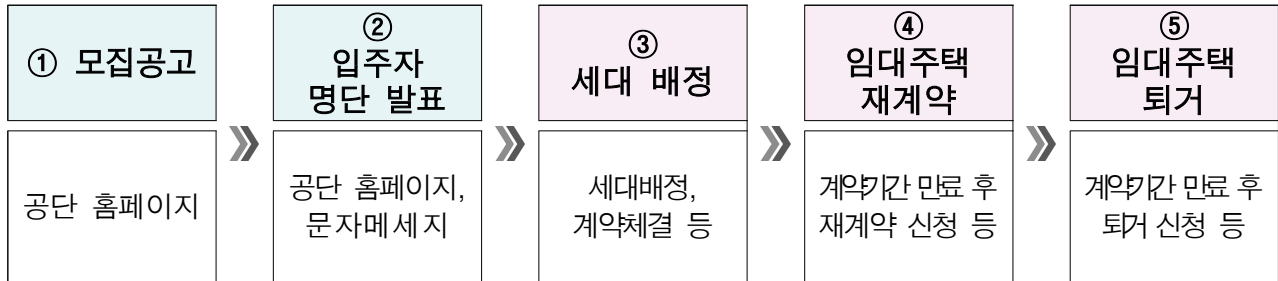 ① 모집공고
공단 홈페이지
②
입주자
명단 발표
공단 홈페이지,
문자메세지
③
세대 배정
세대배정,
계약체결 등
④
임대주택
재계약
계약기간 만료 후
재계약 신청 등
⑤
임대주택
퇴거
계약기간 만료 후
퇴거 신청 등